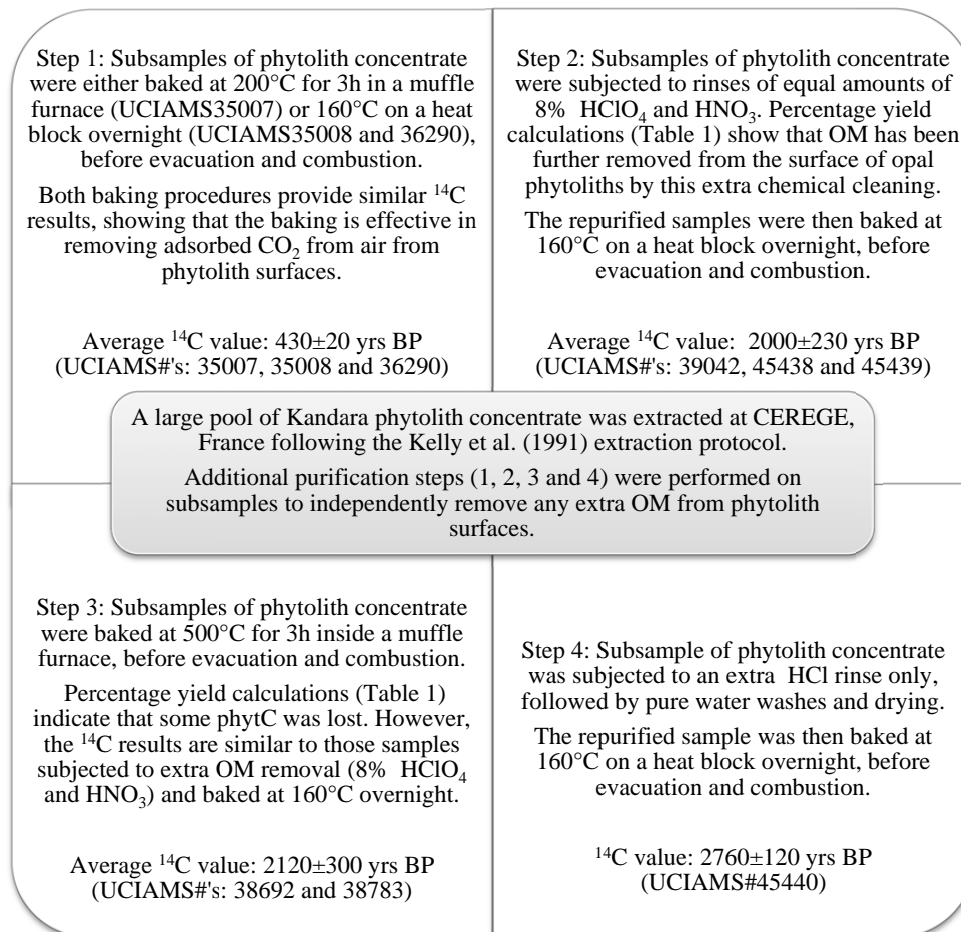 Step 1: Subsamples of phytolith concentrate
were either baked at 200°C for 3h in a muffle
furnace (UCIAMS35007) or 160°C on a heat
block overnight (UCIAMS35008 and 36290),
before evacuation and combustion.
Both baking procedures provide similar ¹⁴C
results, showing that the baking is effective in
removing adsorbed CO₂ from air from
phytolith surfaces.
Average ¹⁴C value: 430±20 yrs BP
(UCIAMS#'s: 35007, 35008 and 36290)
Step 2: Subsamples of phytolith concentrate
were subjected to rinses of equal amounts of
8% HClO₄ and HNO₃. Percentage yield
calculations (Table 1) show that OM has been
further removed from the surface of opal
phytoliths by this extra chemical cleaning.
The repurified samples were then baked at
160°C on a heat block overnight, before
evacuation and combustion.
Average ¹⁴C value: 2000±230 yrs BP
(UCIAMS#'s: 39042, 45438 and 45439)
A large pool of Kandara phytolith concentrate was extracted at CEREGE,
France following the Kelly et al. (1991) extraction protocol.
Additional purification steps (1, 2, 3 and 4) were performed on
subsamples to independently remove any extra OM from phytolith
surfaces.
Step 3: Subsamples of phytolith concentrate
were baked at 500°C for 3h inside a muffle
furnace, before evacuation and combustion.
Percentage yield calculations (Table 1)
indicate that some phytC was lost. However,
the ¹⁴C results are similar to those samples
subjected to extra OM removal (8% HClO₄
and HNO₃) and baked at 160°C overnight.
Average ¹⁴C value: 2120±300 yrs BP
(UCIAMS#'s: 38692 and 38783)
Step 4: Subsample of phytolith concentrate
was subjected to an extra HCl rinse only,
followed by pure water washes and drying.
The repurified sample was then baked at
160°C on a heat block overnight, before
evacuation and combustion.
¹⁴C value: 2760±120 yrs BP
(UCIAMS#45440)